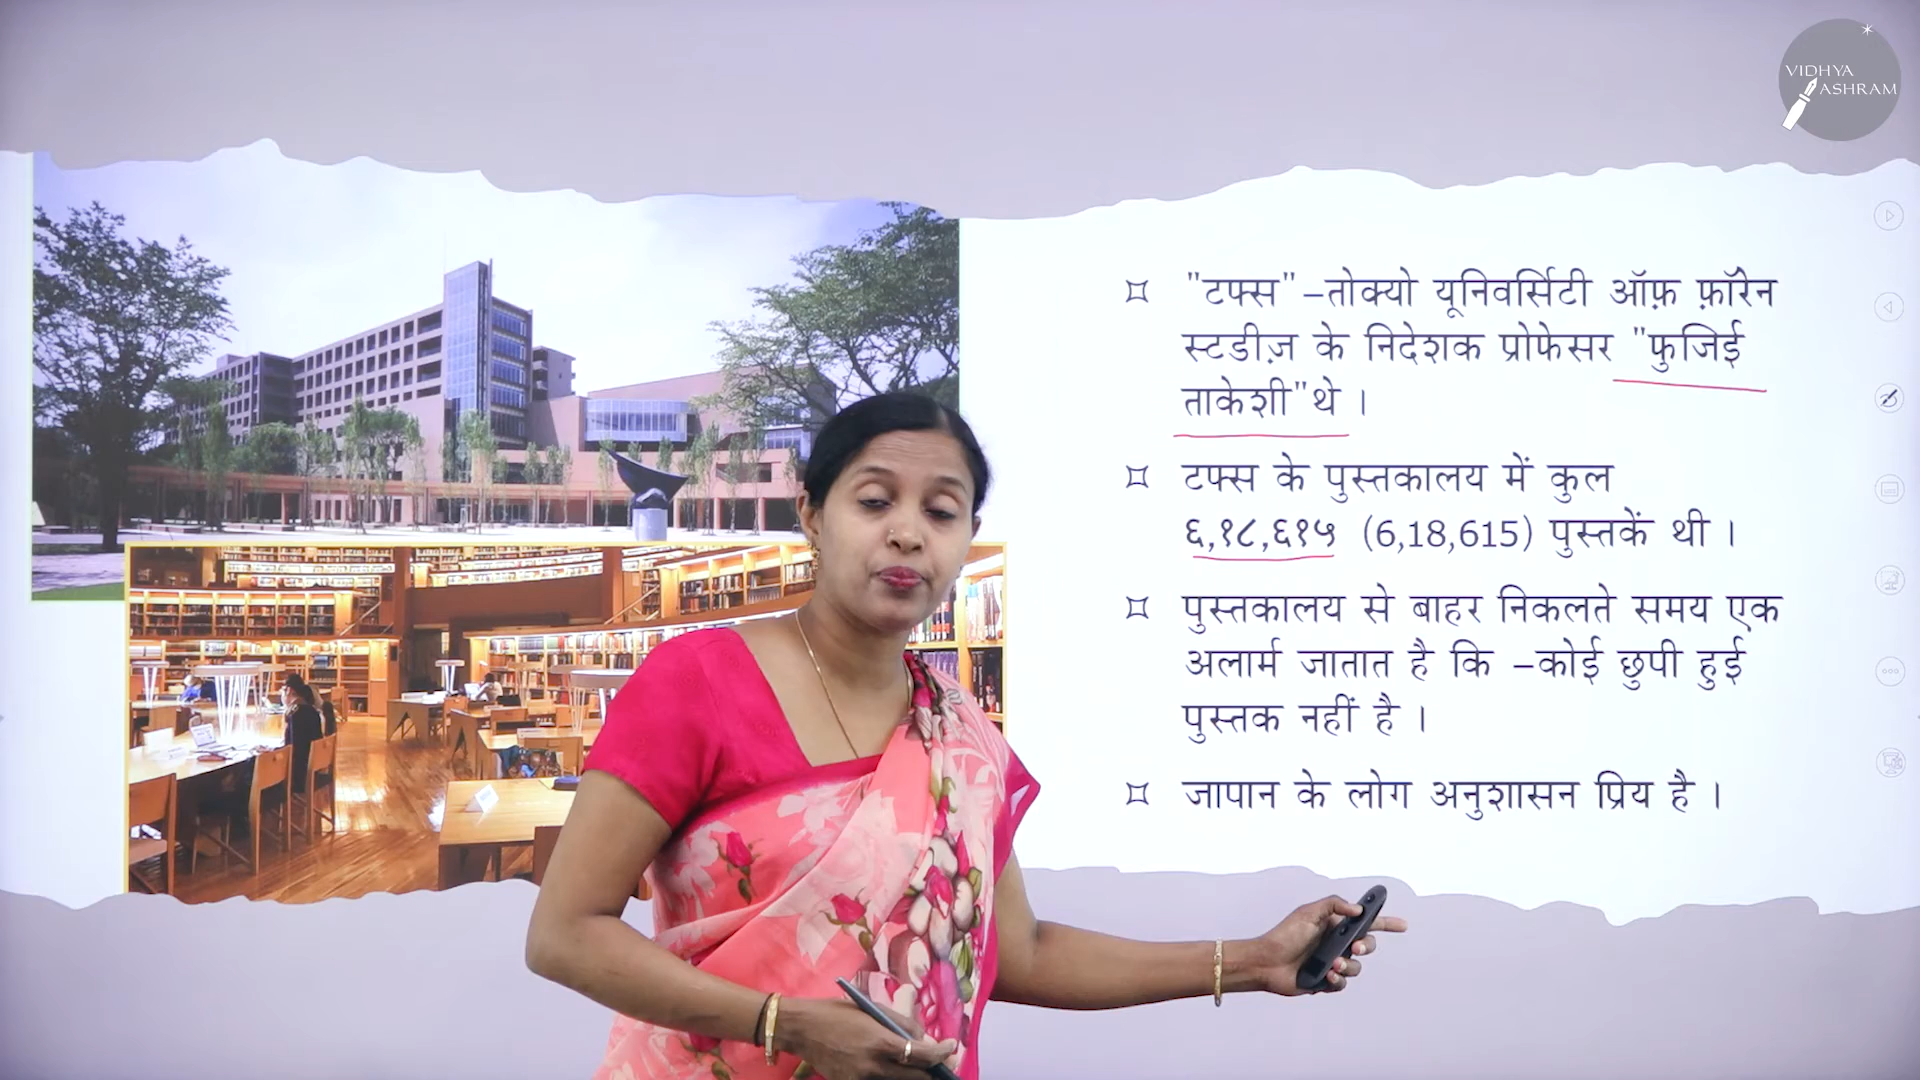 VIDHYA
ASHRAM
"टफ्स"–तोक्यो यूनिवर्सिटी ऑफ़ फ़ॉरेन
स्टडीज़ के निदेशक प्रोफेसर "फुजिई
ताकेशी"थे ।
टफ्स के पुस्तकालय में कुल
६,१८,६१५ (6,18,615) पुस्तकें थी ।
पुस्तकालय से बाहर निकलते समय एक
अलार्म जातात है कि –कोई छुपी हुई
पुस्तक नहीं है ।
जापान के लोग अनुशासन प्रिय है ।